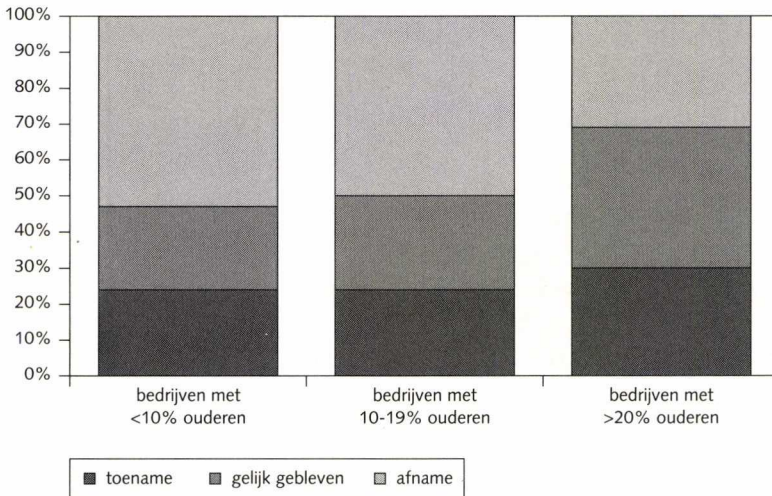 100%
90%
80%
70%
60%
50%
40%
30%
20%
10%
0%
bedrijven met
<10% ouderen
bedrijven met
10-19% ouderen
bedrijven met
>20% ouderen
toename gelijk gebleven afname